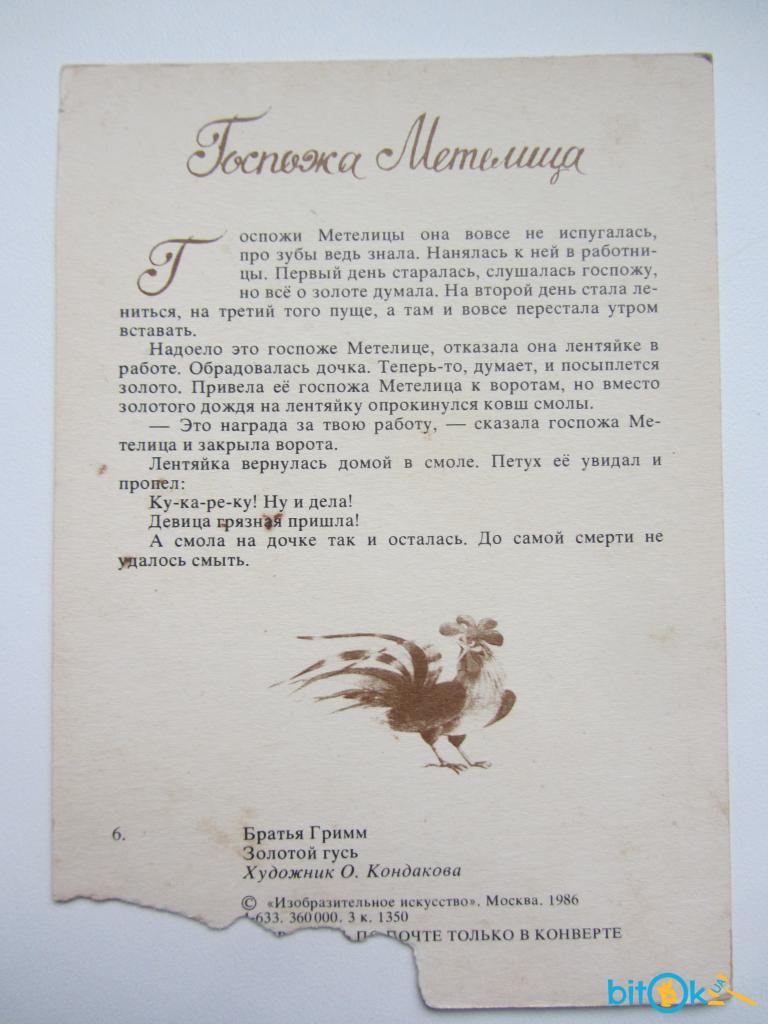 Госпожа Метелица
Госпожи Метелицы она вовсе не испугалась,
про зубы ведь знала. Нанялась к ней в работни-
цы. Первый день старалась, слушалась госпожу,
но всё о золоте думала. На второй день стала ле-
ниться, на третий того пуще, а там и вовсе перестала утром
вставать.
Надоело это госпоже Метелице, отказала она лентяйке в
работе. Обрадовалась дочка. Теперь-то, думает, и посыплется
золото. Привела её госпожа Метелица к воротам, но вместо
золотого дождя на лентяйку опрокинулся ковш смолы.
— Это награда за твою работу, — сказала госпожа Ме-
телица и закрыла ворота.
Лентяйка вернулась домой в смоле. Петух её увидал и
пропел:
Ку-ка-ре-ку! Ну и дела!
Девица грязная пришла!
А смола на дочке так и осталась. До самой смерти не
удалось смыть.
6.
Братья Гримм
Золотой гусь
Художник О. Кондакова
© «Изобразительное искусство». Москва. 1986
4-633. 360 000. 3 к. 1350
ПО ПОЧТЕ ТОЛЬКО В КОНВЕРТЕ
bitOk UA